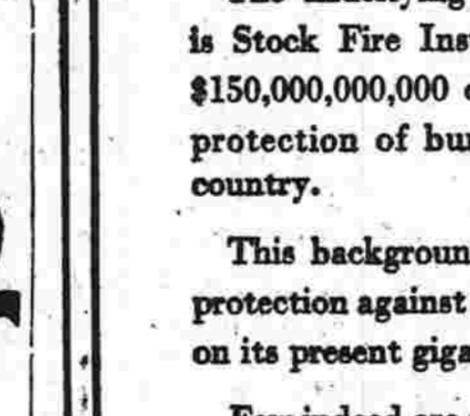 is Stock Fire Ins
$150,000,000,000
protection of bu
country.
This backgroun
protection against
on its present giga